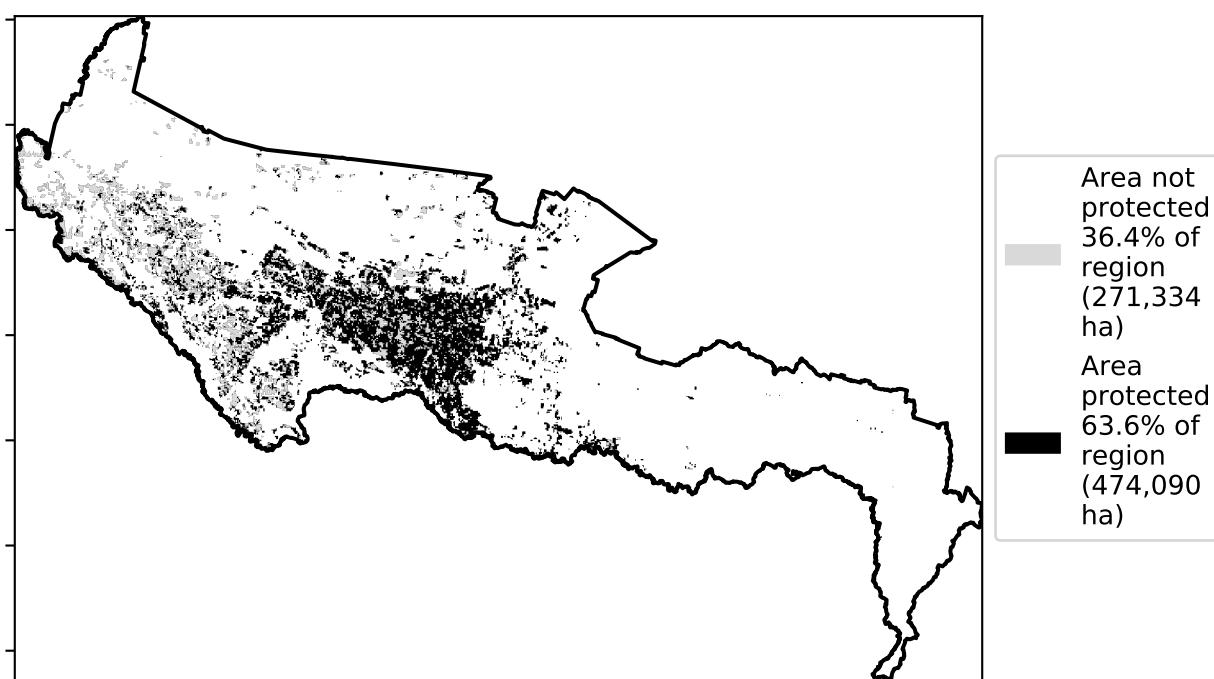 Area not
protected
36.4% of
region
(271,334
ha)
Area
protected
63.6% of
region
(474,090
ha)